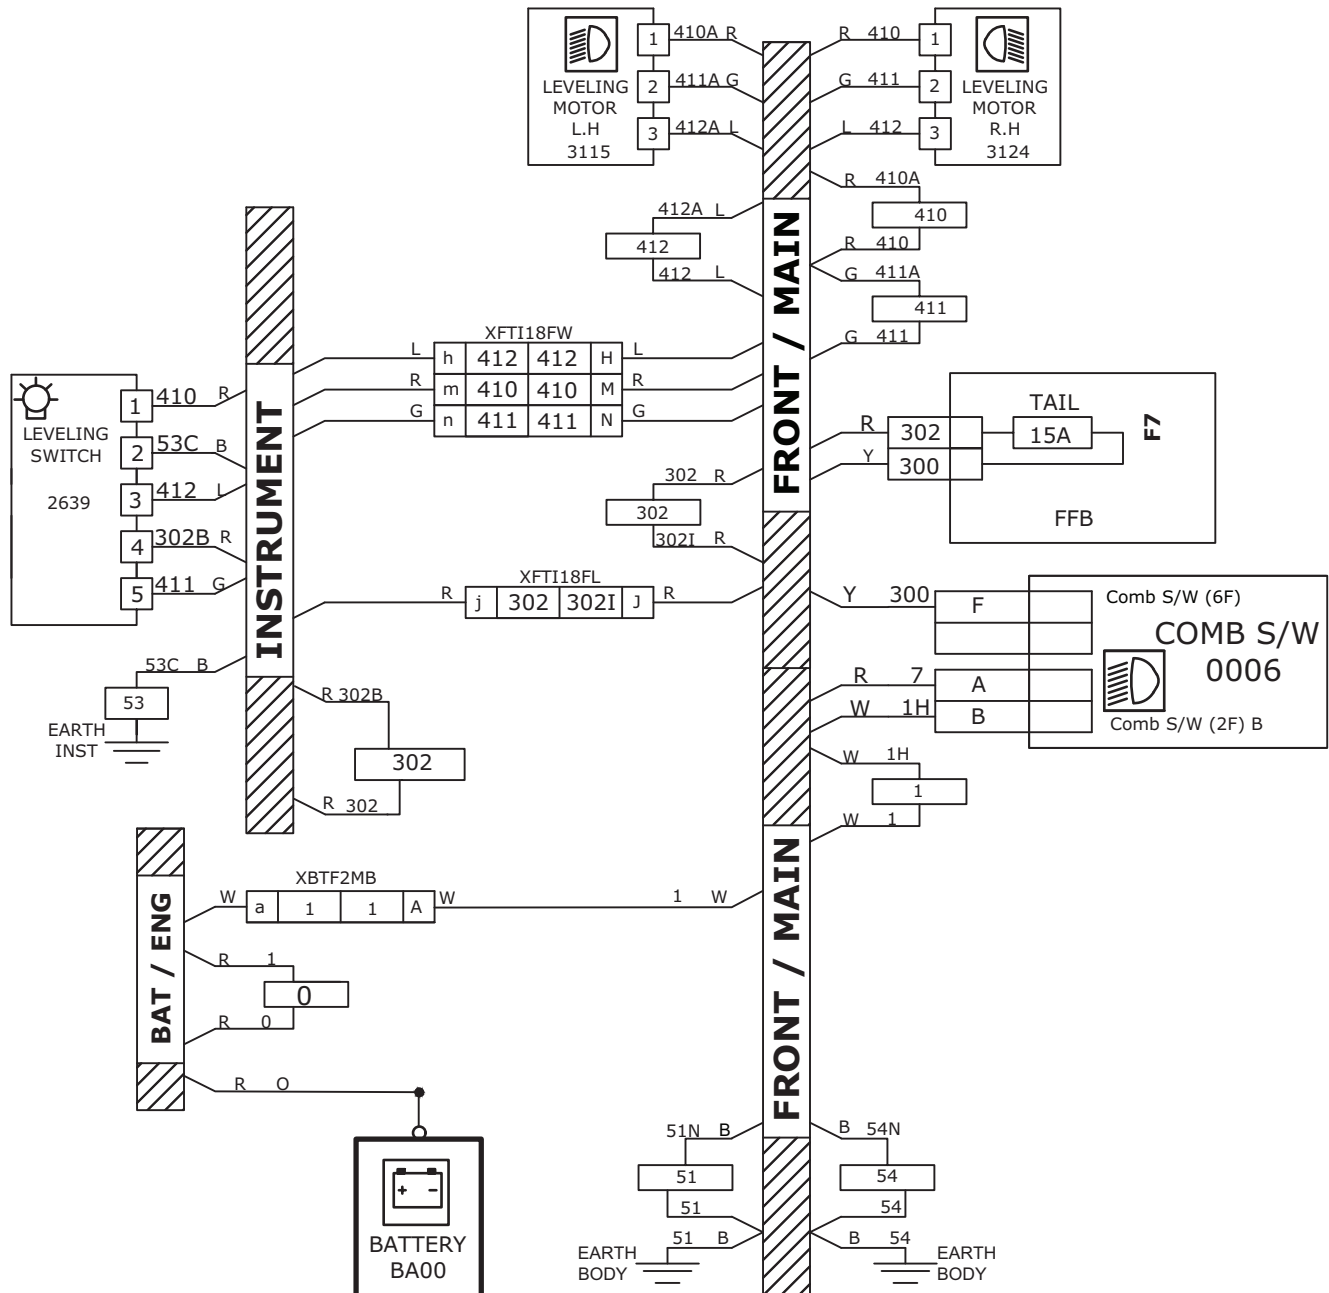 1 410A R
2 411A G
3 412A L
LEVELING
MOTOR
L.H
3115
R 410 1
G 411 2
L 412 3
LEVELING
MOTOR
R.H
3124
R 410A
410
R 410
G 411A
411
G 411
412A L
412
412 L
FRONT / MAIN
XFTI18FW
L h 412 412 H L
R m 410 410 M R
G n 411 411 N G
LEVELING
SWITCH
2639
1 410 R
2 53C B
3 412 L
4 302B R
5 411 G
INSTRUMENT
53C B
53
EARTH
INST
R 302B
302
R 302
302 R
302
302I R
XFTI18FL
R j 302 302I J R
R 302
Y 300
TAIL
15A
F7
FFB
Y 300 F
Comb S/W (6F)
COMB S/W
0006
R 7 A
W 1H B
Comb S/W (2F) B
W 1H
1
W 1
BAT / ENG
XBTF2MB
W a 1 1 A W
1 W
R 1
0
R 0
R O
+ -
BATTERY
BA00
FRONT / MAIN
51N B
51
51
51 B
EARTH
BODY
B 54N
54
54
B 54
EARTH
BODY